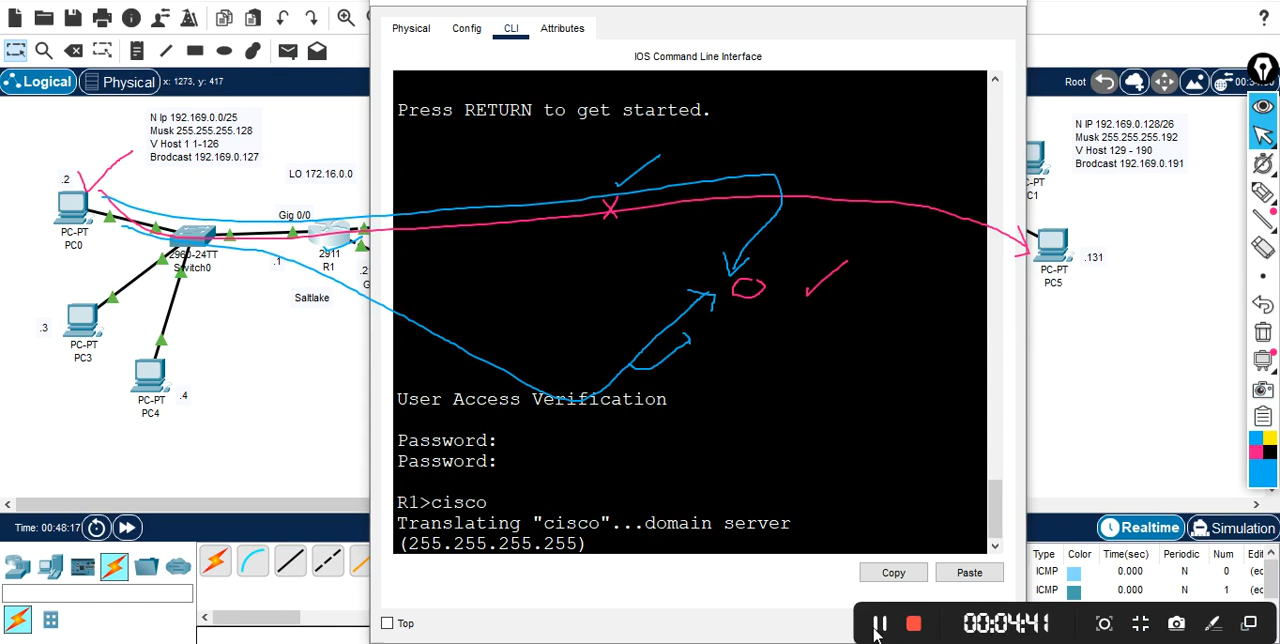 Physical Config CLI Attributes
IOS Command Line Interface
Logical Physical x: 1273, y: 417
Root
N Ip 192.169.0.0/25
Musk 255.255.255.128
V Host 1 1-126
Brodcast 192.169.0.127
LO 172.16.0.0
.2
PC-PT
PC0
Gig 0/0
2960-24TT
Switch0
.1
2911
R1
.2
G
Saltlake
.3
PC-PT
PC3
PC-PT
PC4
.4
Press RETURN to get started.
User Access Verification
Password:
Password:
R1>cisco
Translating "cisco"...domain server
(255.255.255.255)
Copy Paste
Top
N IP 192.169.0.128/26
Musk 255.255.255.192
V Host 129 - 190
Brodcast 192.169.0.191
C-PT
C1
PC-PT
PC5
.131
Time: 00:48:17
Realtime Simulation
Type Color Time(sec) Periodic Num Edit
ICMP 0.000 N 0 (ec
ICMP 0.000 N 1 (ec
00:04:41